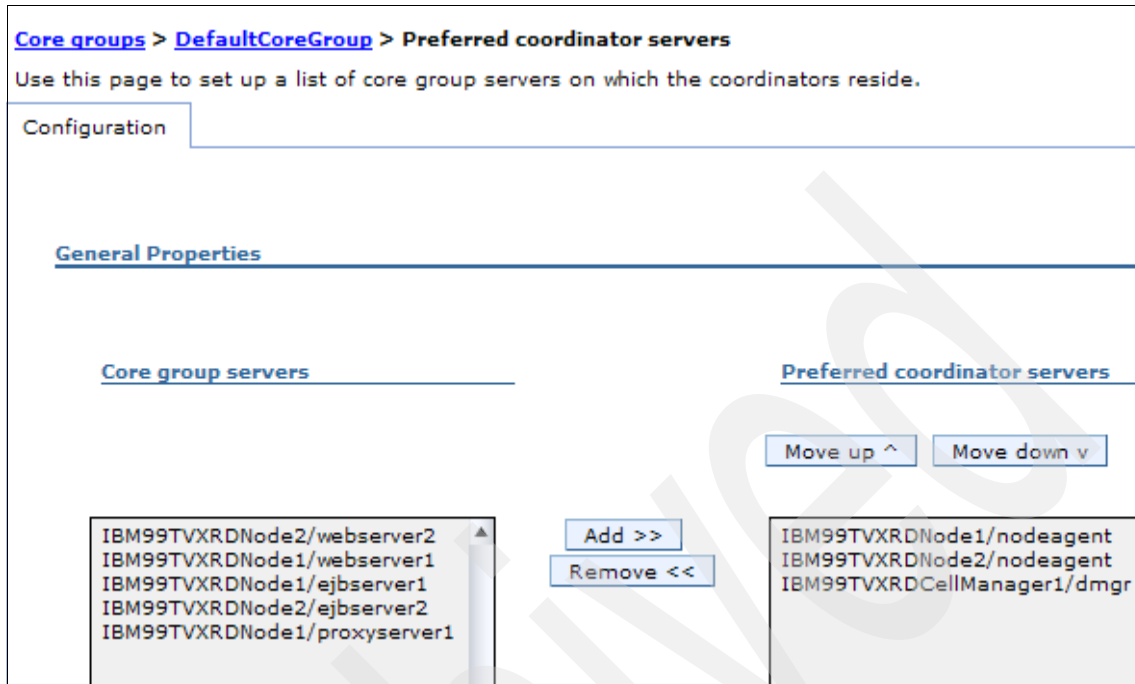 Core groups > DefaultCoreGroup > Preferred coordinator servers
Use this page to set up a list of core group servers on which the coordinators reside.
Configuration
General Properties
Core group servers
Preferred coordinator servers
Move up ^ Move down v
IBM99TVXRDNode2/webserver2
IBM99TVXRDNode1/webserver1
IBM99TVXRDNode1/ejbserver1
IBM99TVXRDNode2/ejbserver2
IBM99TVXRDNode1/proxyserver1
Add >>
Remove <<
IBM99TVXRDNode1/nodeagent
IBM99TVXRDNode2/nodeagent
IBM99TVXRDCellManager1/dmgr